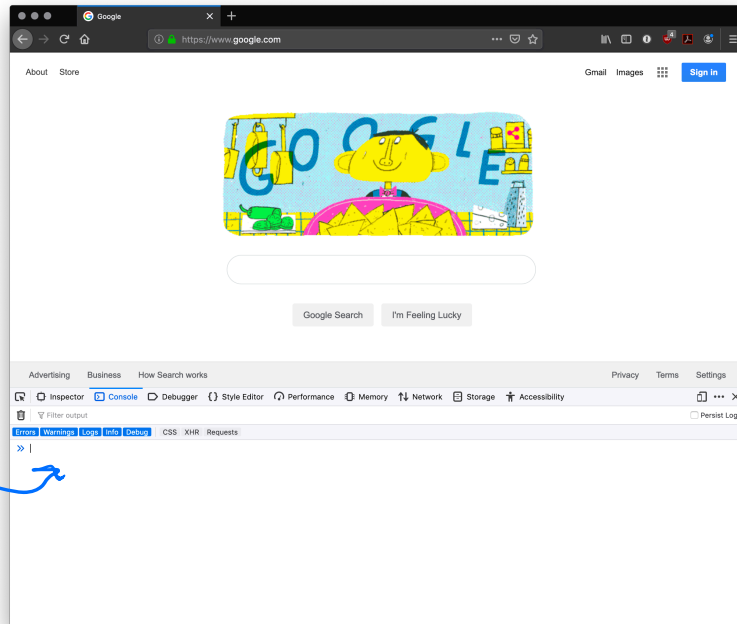 Google
https://www.google.com
4
About Store Gmail Images Sign in
GOOGLE
Google Search I'm Feeling Lucky
Advertising Business How Search works Privacy Terms Settings
Inspector Console Debugger {} Style Editor Performance Memory Network Storage Accessibility
Filter output Persist Log
Errors Warnings Logs Info Debug CSS XHR Requests
»